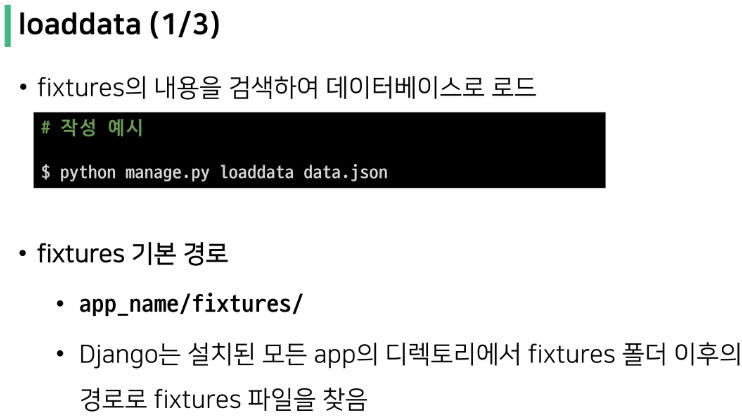 loaddata (1/3)
• fixtures의 내용을 검색하여 데이터베이스로 로드
# 작성 예시
$ python manage.py loaddata data.json
• fixtures 기본 경로
• app_name/fixtures/
• Django는 설치된 모든 app의 디렉토리에서 fixtures 폴더 이후의
경로로 fixtures 파일을 찾음